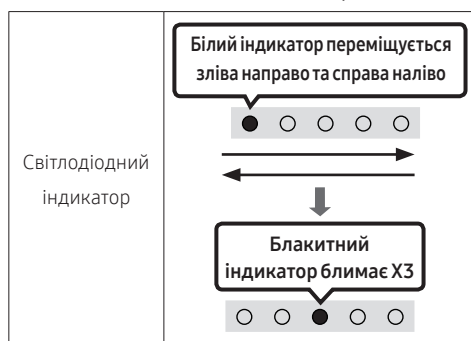 Білий індикатор переміщується
зліва направо та справа наліво
Світлодіодний
індикатор
Блакитний
індикатор блимає X3